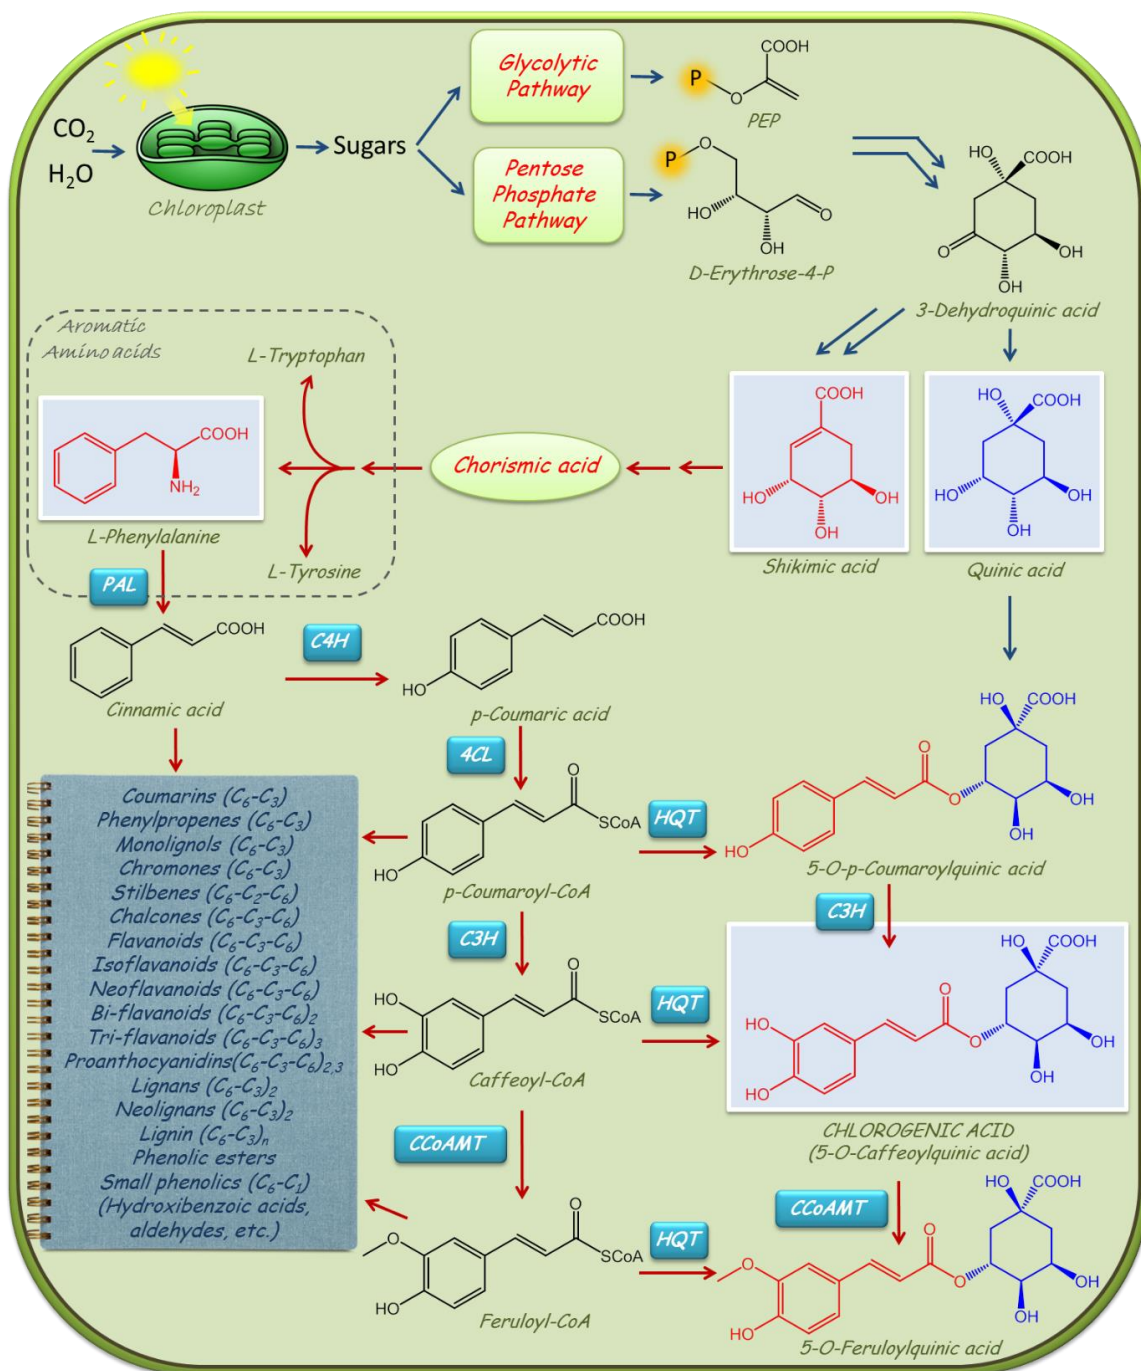 CO₂
H₂O
Chloroplast
Sugars
Glycolytic
Pathway
Pentose
Phosphate
Pathway
P
O
COOH
PEP
P
O
HO
OH
O
D-Erythrose-4-P
HO
COOH
O
OH
OH
3-Dehydroquinic acid
Aromatic
Amino acids
L-Tryptophan
COOH
NH₂
L-Phenylalanine
L-Tyrosine
Chorismic acid
COOH
HO
OH
OH
Shikimic acid
HO
COOH
HO
OH
OH
Quinic acid
PAL
COOH
Cinnamic acid
C4H
COOH
HO
p-Coumaric acid
4CL
O
SCoA
HO
p-Coumaroyl-CoA
HQT
HO
COOH
O
O
OH
OH
HO
5-O-p-Coumaroylquinic acid
C3H
C3H
Coumarins (C₆-C₃)
Phenylpropenes (C₆-C₃)
Monolignols (C₆-C₃)
Chromones (C₆-C₃)
Stilbenes (C₆-C₂-C₆)
Chalcones (C₆-C₃-C₆)
Flavanoids (C₆-C₃-C₆)
Isoflavanoids (C₆-C₃-C₆)
Neoflavanoids (C₆-C₃-C₆)
Bi-flavanoids (C₆-C₃-C₆)₂
Tri-flavanoids (C₆-C₃-C₆)₃
Proanthocyanidins(C₆-C₃-C₆)₂,₃
Lignans (C₆-C₃)₂
Neolignans (C₆-C₃)₂
Lignin (C₆-C₃)ₙ
Phenolic esters
Small phenolics (C₆-C₁)
(Hydroxibenzoic acids,
aldehydes, etc.)
O
HO
SCoA
HO
Caffeoyl-CoA
HQT
HO
COOH
O
HO
O
OH
HO
OH
CHLOROGENIC ACID
(5-O-Caffeoylquinic acid)
CCoAMT
CCoAMT
O
O
SCoA
HO
Feruloyl-CoA
HQT
HO
COOH
O
O
O
OH
OH
HO
5-O-Feruloylquinic acid